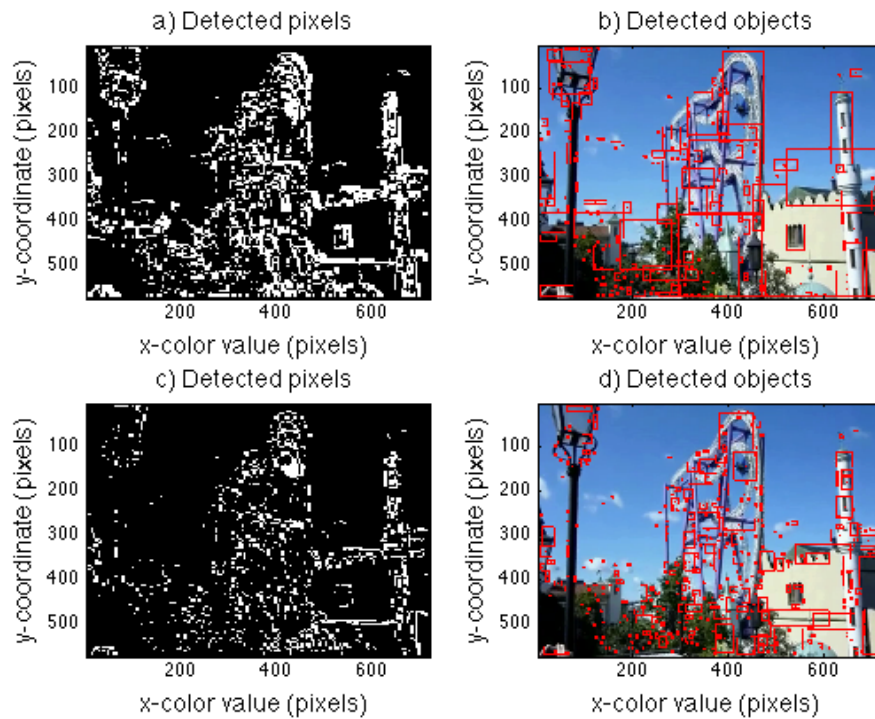 a) Detected pixels
b) Detected objects
y-coordinate (pixels)
100
200
300
400
500
200
400
600
x-color value (pixels)
y-coordinate (pixels)
100
200
300
400
500
200
400
600
x-color value (pixels)
c) Detected pixels
d) Detected objects
y-coordinate (pixels)
100
200
300
400
500
200
400
600
x-color value (pixels)
y-coordinate (pixels)
100
200
300
400
500
200
400
600
x-color value (pixels)